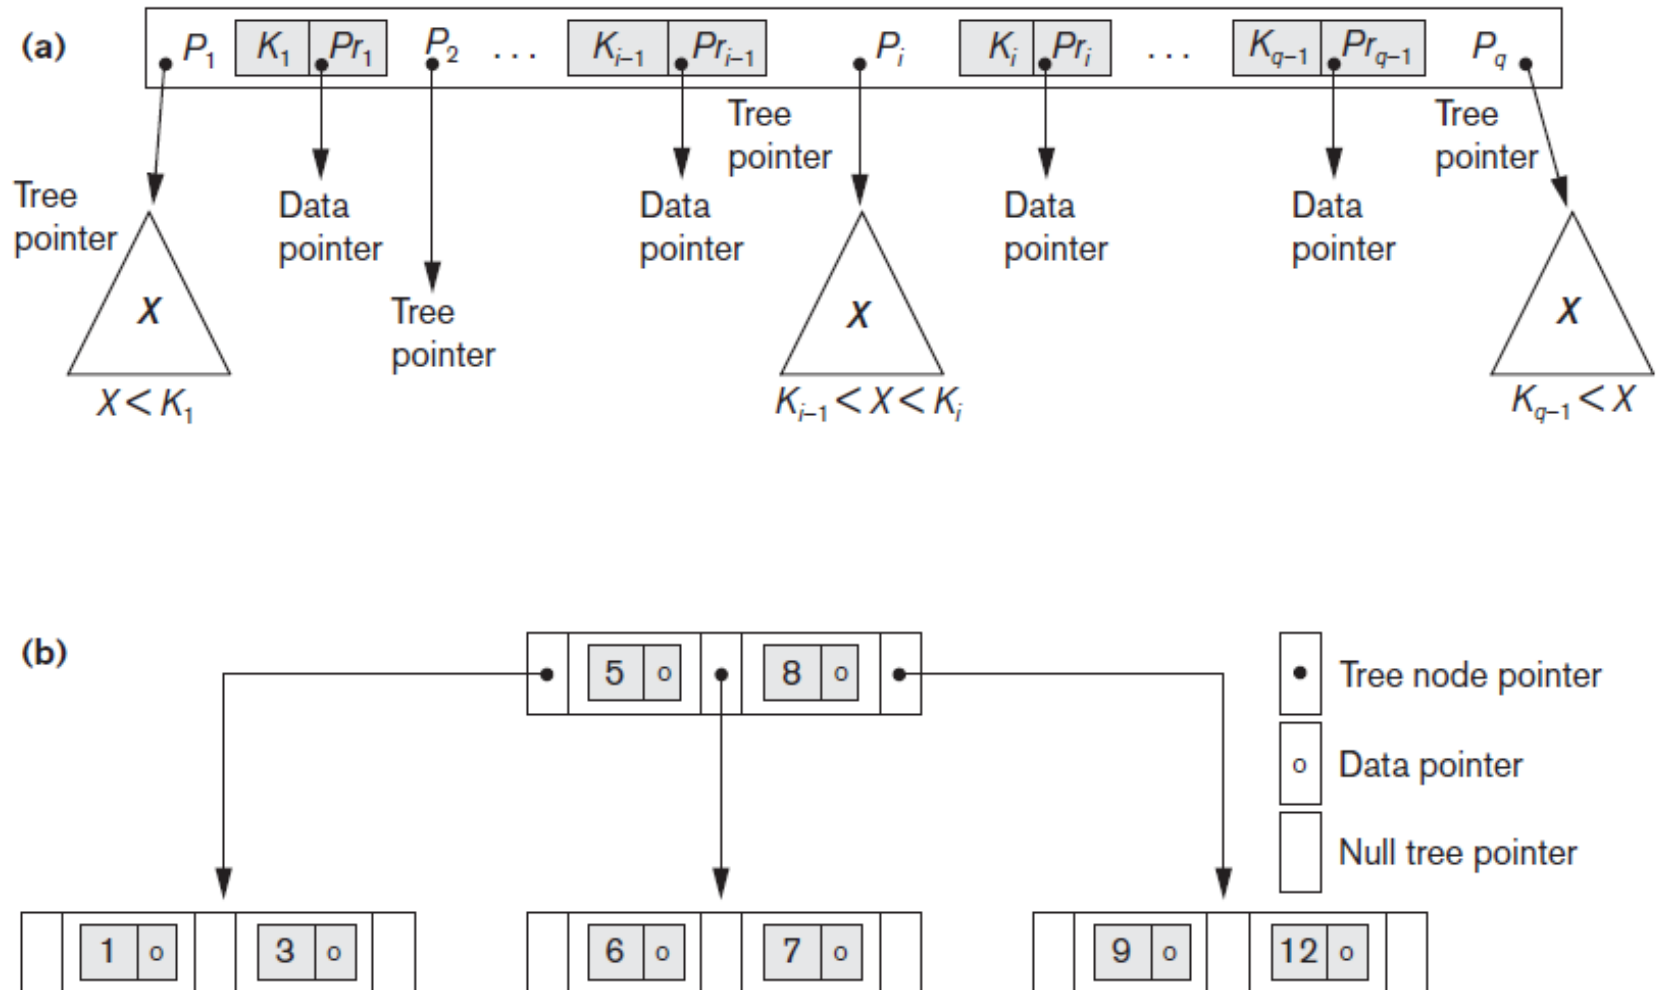 (a) P1 K1 Pr1 P2 ... Ki–1 Pri–1 Pi Ki Pri ... Kq–1 Prq–1 Pq
Tree
pointer
Data
pointer
Tree
pointer
Data
pointer
Tree
pointer
Data
pointer
Data
pointer
Tree
pointer
X
X
X
X < K1
Ki–1 < X < Ki
Kq–1 < X
(b)
5 o 8 o
Tree node pointer
o Data pointer
Null tree pointer
1 o 3 o
6 o 7 o
9 o 12 o